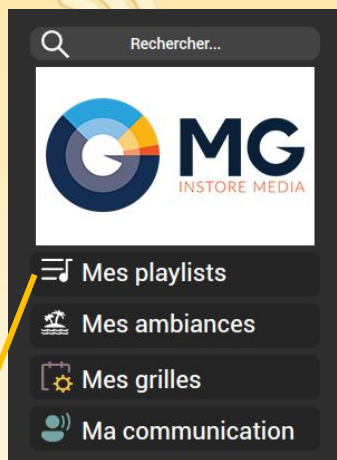 Rechercher...
MG
INSTORE MEDIA
Mes playlists
Mes ambiances
Mes grilles
Ma communication